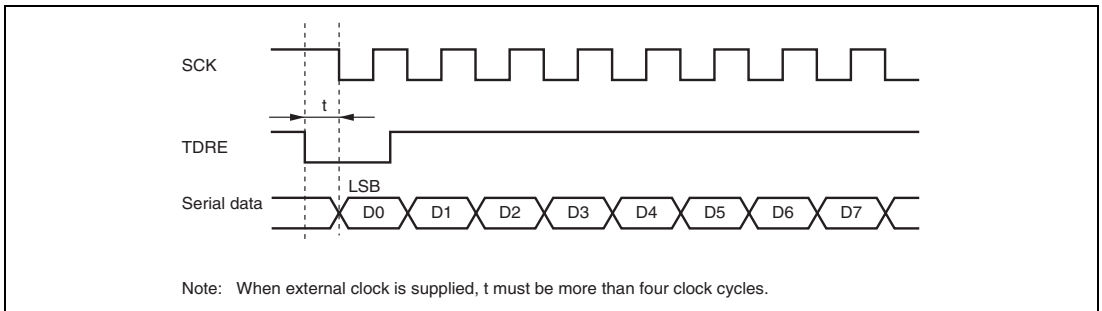 SCK
t
TDRE
LSB
Serial data D0 D1 D2 D3 D4 D5 D6 D7
Note: When external clock is supplied, t must be more than four clock cycles.